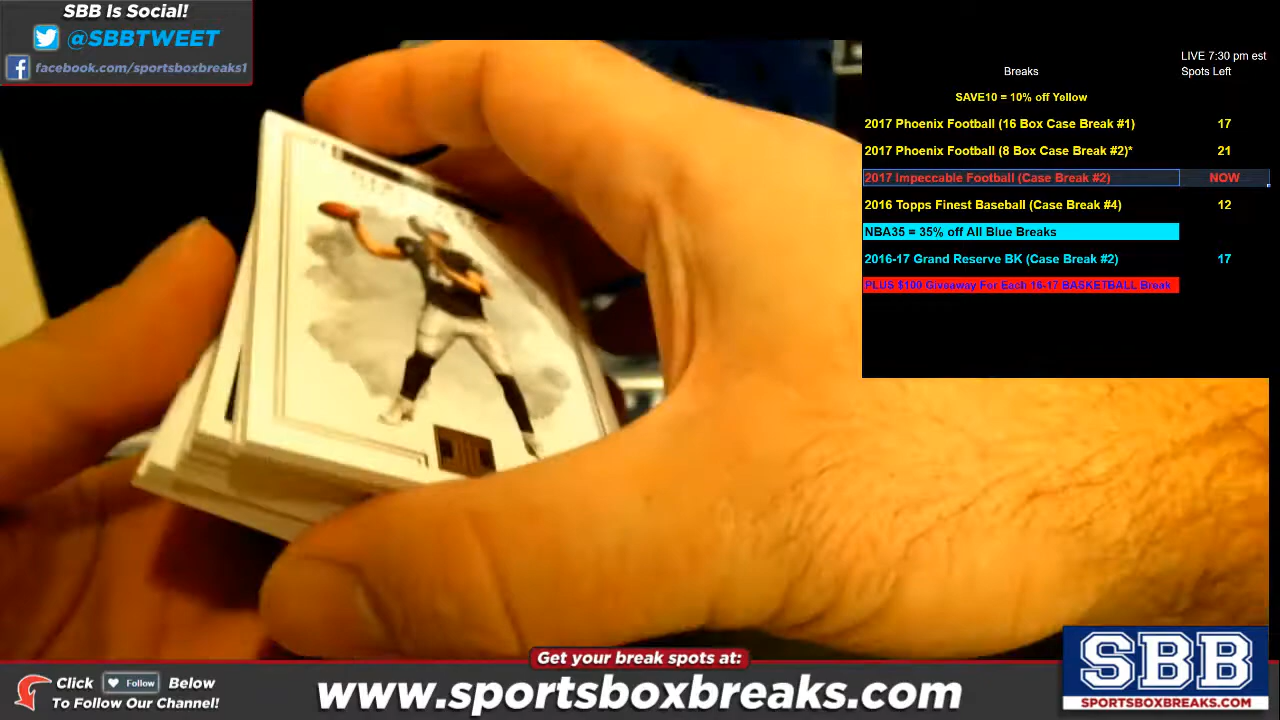 SBB Is Social!
@SBBTWEET
facebook.com/sportsboxbreaks1
LIVE 7:30 pm est
Breaks Spots Left
SAVE10 = 10% off Yellow
2017 Phoenix Football (16 Box Case Break #1) 17
2017 Phoenix Football (8 Box Case Break #2)* 21
2017 Impeccable Football (Case Break #2) NOW
2016 Topps Finest Baseball (Case Break #4) 12
NBA35 = 35% off All Blue Breaks
2016-17 Grand Reserve BK (Case Break #2) 17
PLUS $100 Giveaway For Each 16-17 BASKETBALL Break
Get your break spots at:
Click Follow Below
To Follow Our Channel!
www.sportsboxbreaks.com
SBB
SPORTSBOXBREAKS.COM